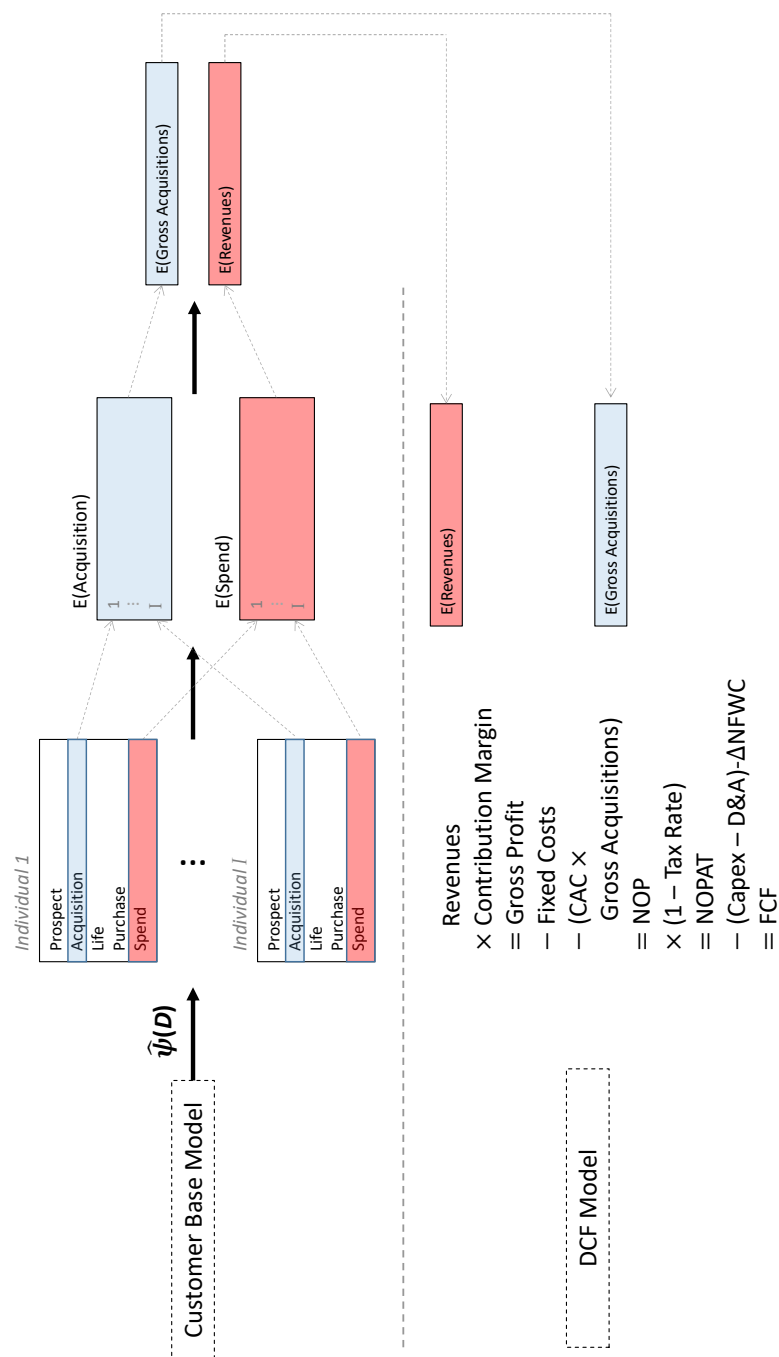 Customer Base Model
ψ̂(D)
Individual 1
Prospect
Acquisition
Life
Purchase
Spend
...
Individual I
Prospect
Acquisition
Life
Purchase
Spend
E(Acquisition)
1
...
I
E(Spend)
1
...
I
E(Gross Acquisitions)
E(Revenues)
DCF Model
Revenues
× Contribution Margin
= Gross Profit
− Fixed Costs
− (CAC ×
Gross Acquisitions)
= NOP
× (1 − Tax Rate)
= NOPAT
− (Capex − D&A)-ΔNFWC
= FCF
E(Revenues)
E(Gross Acquisitions)